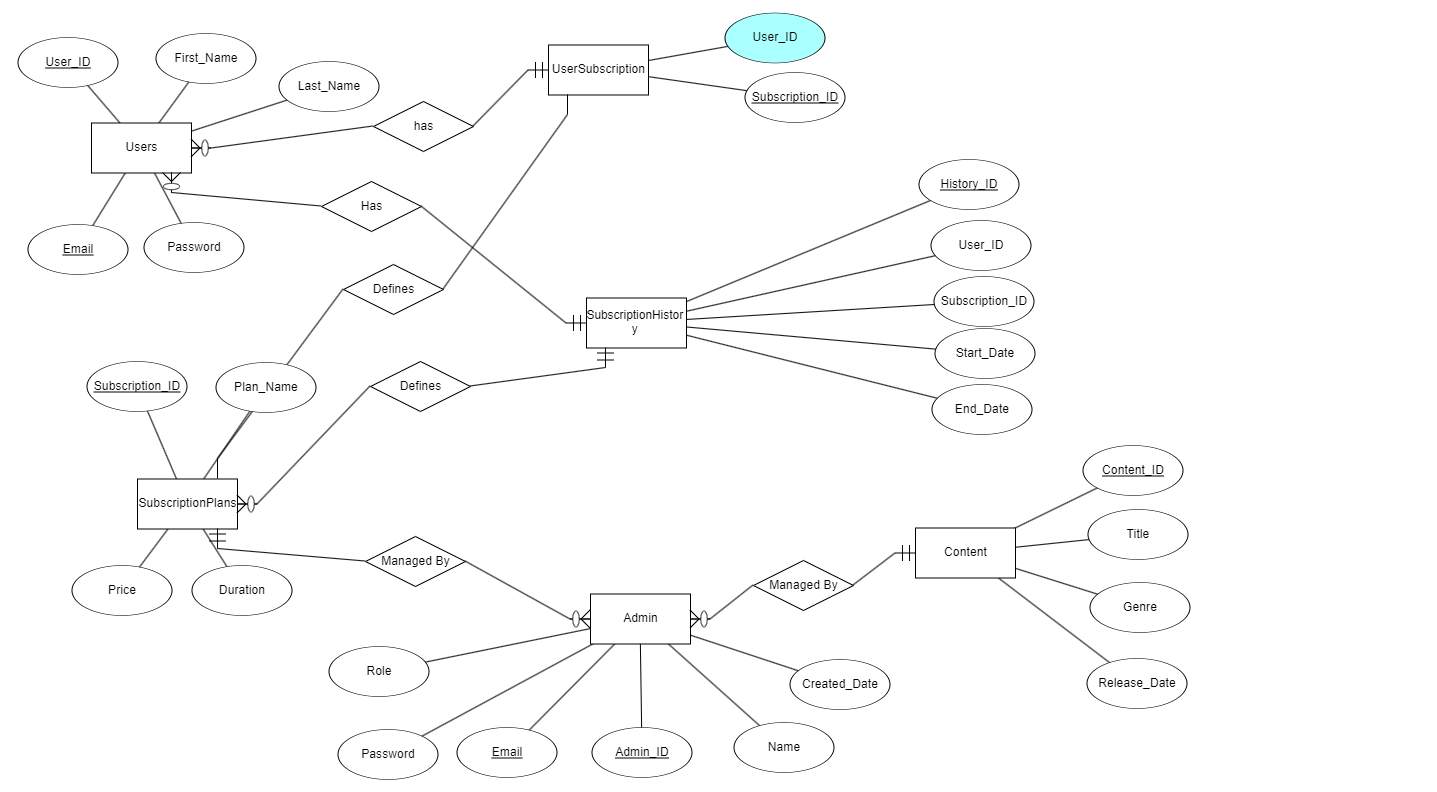 User_ID
First_Name
Last_Name
Users
Email
Password
has
UserSubscription
User_ID
Subscription_ID
Has
Defines
SubscriptionHistor
y
History_ID
User_ID
Subscription_ID
Start_Date
End_Date
Subscription_ID
Plan_Name
Defines
SubscriptionPlans
Price
Duration
Managed By
Admin
Managed By
Content
Content_ID
Title
Genre
Release_Date
Role
Password
Email
Admin_ID
Name
Created_Date